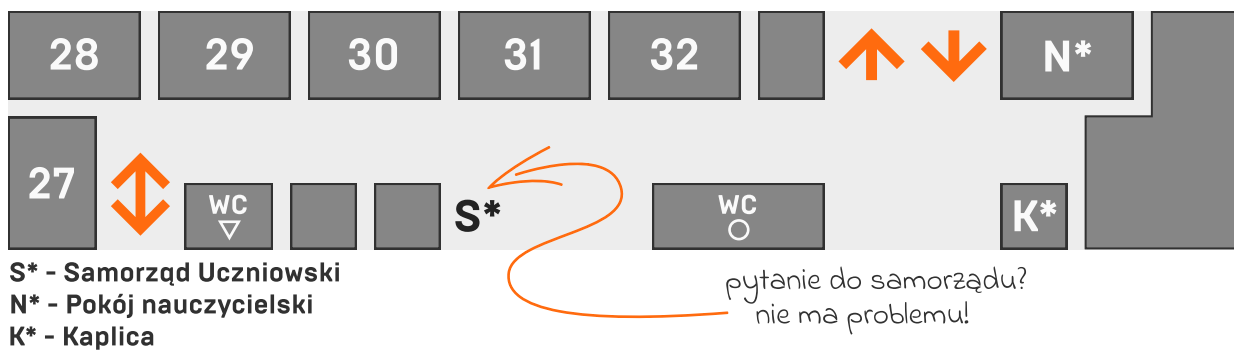 28 29 30 31 32 N*
27 WC S* WC K*
S* - Samorząd Uczniowski
N* - Pokój nauczycielski
K* - Kaplica
pytanie do samorządu?
nie ma problemu!